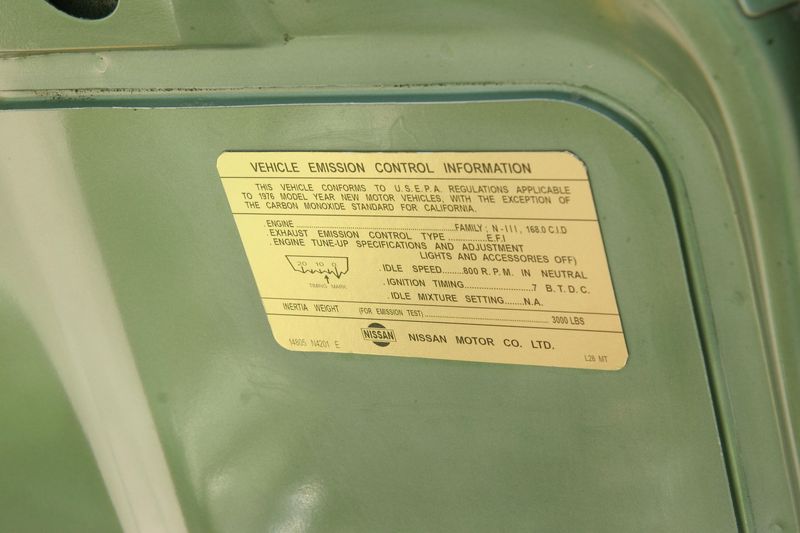 VEHICLE EMISSION CONTROL INFORMATION
THIS VEHICLE CONFORMS TO U.S.E.P.A. REGULATIONS APPLICABLE
TO 1976 MODEL YEAR NEW MOTOR VEHICLES, WITH THE EXCEPTION OF
THE CARBON MONOXIDE STANDARD FOR CALIFORNIA.
.ENGINE..........FAMILY; N-III, 168.0 C.I.D
.EXHAUST EMISSION CONTROL TYPE ..........E.F.I
.ENGINE TUNE-UP SPECIFICATIONS AND ADJUSTMENT
LIGHTS AND ACCESSORIES OFF)
20 10 0
TIMING MARK
.IDLE SPEED.......800 R.P.M. IN NEUTRAL
.IGNITION TIMING..........7 B.T.D.C.
.IDLE MIXTURE SETTING.......N.A.
INERTIA WEIGHT (FOR EMISSION TEST)..........3000 LBS
14805 N4201 E NISSAN NISSAN MOTOR CO. LTD. L28 MT